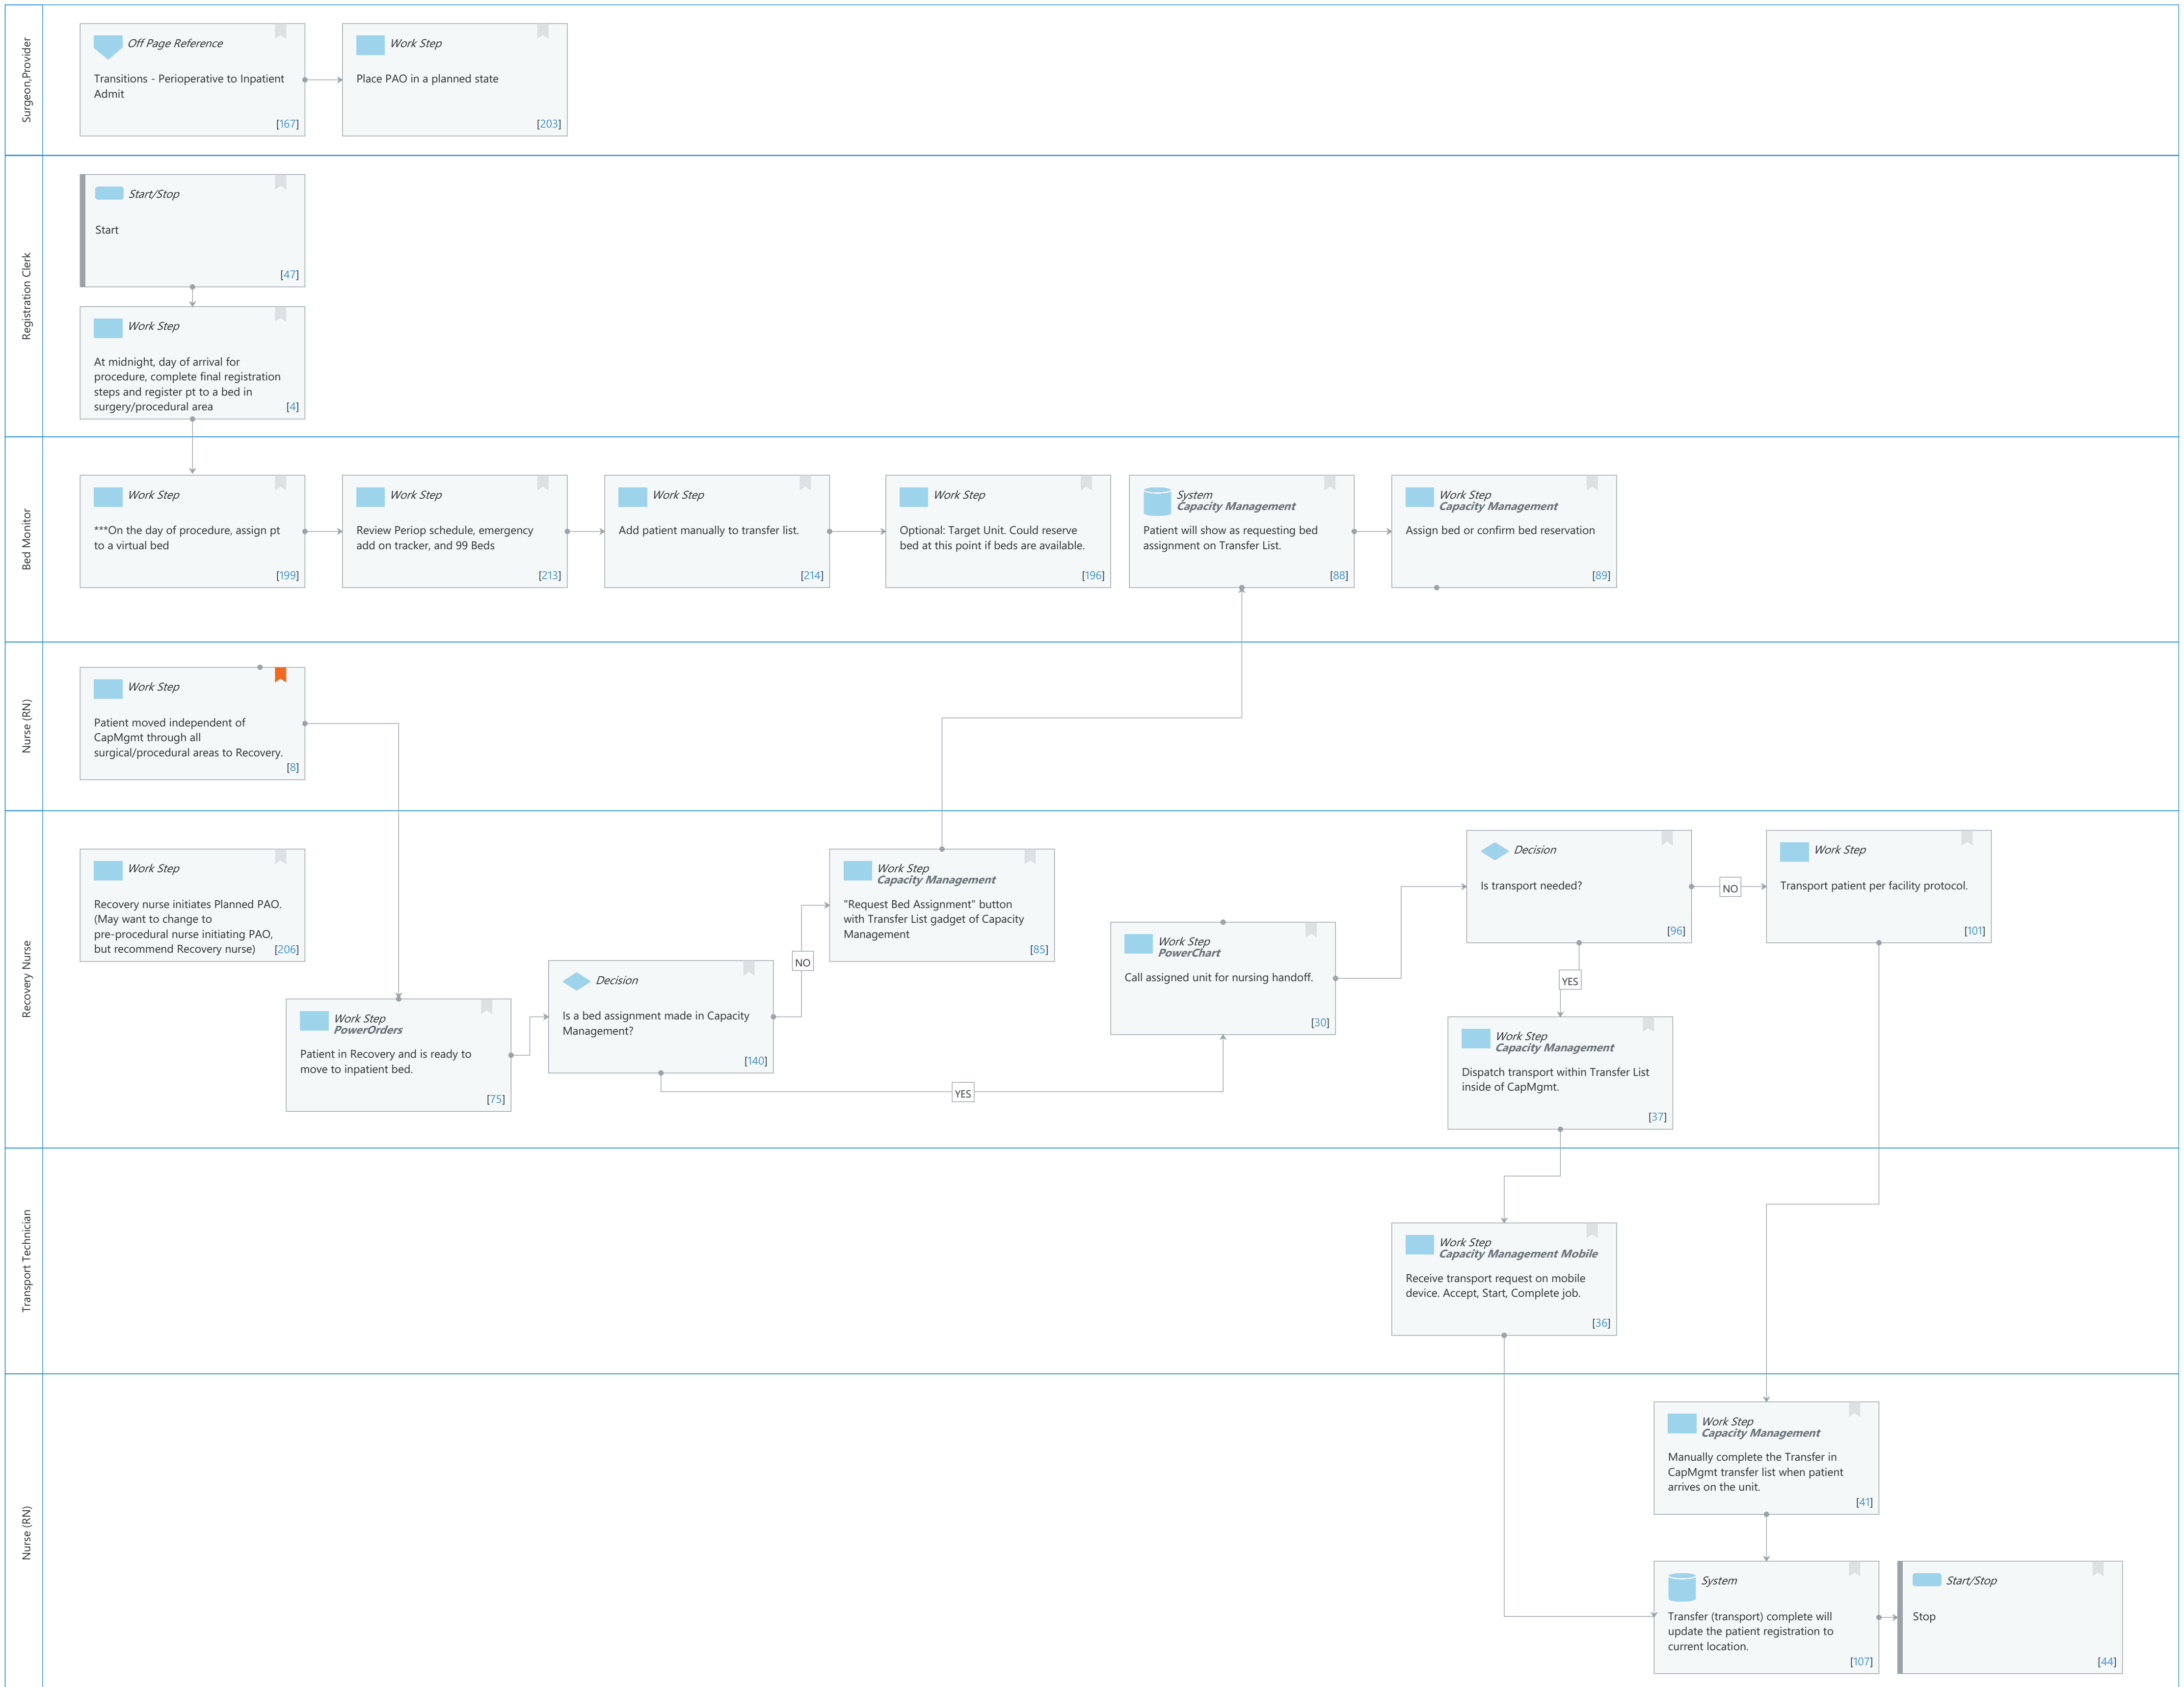 Surgeon,Provider
Off Page Reference
Transitions - Perioperative to Inpatient
Admit
[167]
Work Step
Place PAO in a planned state
[203]
Registration Clerk
Start/Stop
Start
[47]
Work Step
At midnight, day of arrival for
procedure, complete final registration
steps and register pt to a bed in
surgery/procedural area
[4]
Bed Monitor
Work Step
***On the day of procedure, assign pt
to a virtual bed
[199]
Work Step
Review Periop schedule, emergency
add on tracker, and 99 Beds
[213]
Work Step
Add patient manually to transfer list.
[214]
Work Step
Optional: Target Unit. Could reserve
bed at this point if beds are available.
[196]
System
Capacity Management
Patient will show as requesting bed
assignment on Transfer List.
[88]
Work Step
Capacity Management
Assign bed or confirm bed reservation
[89]
Nurse (RN)
Work Step
Patient moved independent of
CapMgmt through all
surgical/procedural areas to Recovery.
[8]
Recovery Nurse
Work Step
Recovery nurse initiates Planned PAO.
(May want to change to
pre-procedural nurse initiating PAO,
but recommend Recovery nurse)
[206]
Work Step
PowerOrders
Patient in Recovery and is ready to
move to inpatient bed.
[75]
Decision
Is a bed assignment made in Capacity
Management?
[140]
NO
YES
Work Step
Capacity Management
"Request Bed Assignment" button
with Transfer List gadget of Capacity
Management
[85]
Work Step
PowerChart
Call assigned unit for nursing handoff.
[30]
Decision
Is transport needed?
[96]
NO
YES
Work Step
Transport patient per facility protocol.
[101]
Work Step
Capacity Management
Dispatch transport within Transfer List
inside of CapMgmt.
[37]
Transport Technician
Work Step
Capacity Management Mobile
Receive transport request on mobile
device. Accept, Start, Complete job.
[36]
Nurse (RN)
Work Step
Capacity Management
Manually complete the Transfer in
CapMgmt transfer list when patient
arrives on the unit.
[41]
System
Transfer (transport) complete will
update the patient registration to
current location.
[107]
Start/Stop
Stop
[44]